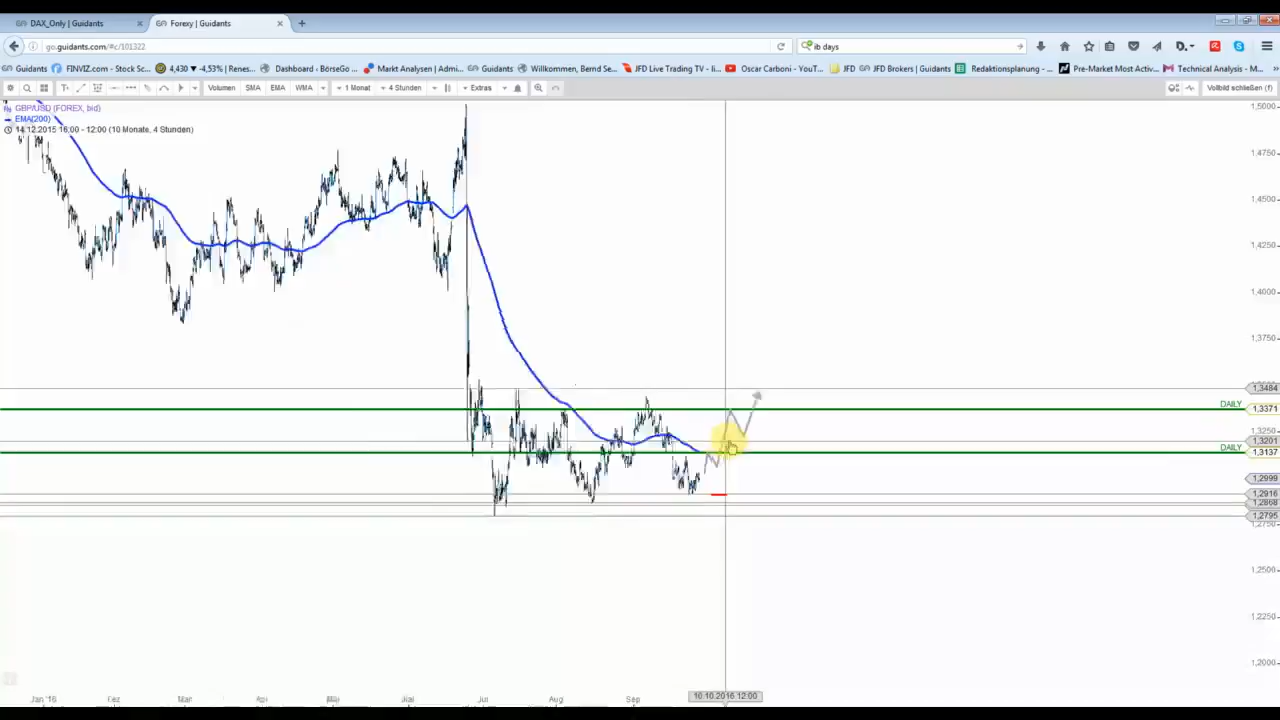 DAX_Only | Guidants × Forexy | Guidants × +
go.guidants.com/#c/101322 ib days
Guidants FINVIZ.com - Stock Sc... 4,430 ▼ -4,53% | Renes... Dashboard - BörseGo ... Markt Analysen | Admi... Guidants Willkommen, Bernd Se... JFD Live Trading TV - li... Oscar Carboni - YouT... JFD JFD Brokers | Guidants Redaktionsplanung - ... Pre-Market Most Activ... Technical Analysis - M...
Volumen SMA EMA WMA 1 Monat 4 Stunden Extras Vollbild schließen (f)
GBP/USD (FOREX, bid)
EMA(200)
14.12.2015 16:00 - 12:00 (10 Monate, 4 Stunden)
1,5000
1,4750
1,4500
1,4250
1,4000
1,3750
1,3484
DAILY 1,3371
1,3250
1,3201
DAILY 1,3137
1,2999
1,2916
1,2868
1,2795
1,2750
1,2500
1,2250
1,2000
Jan '16 Mär Jul Aug Sep 10.10.2016 12:00